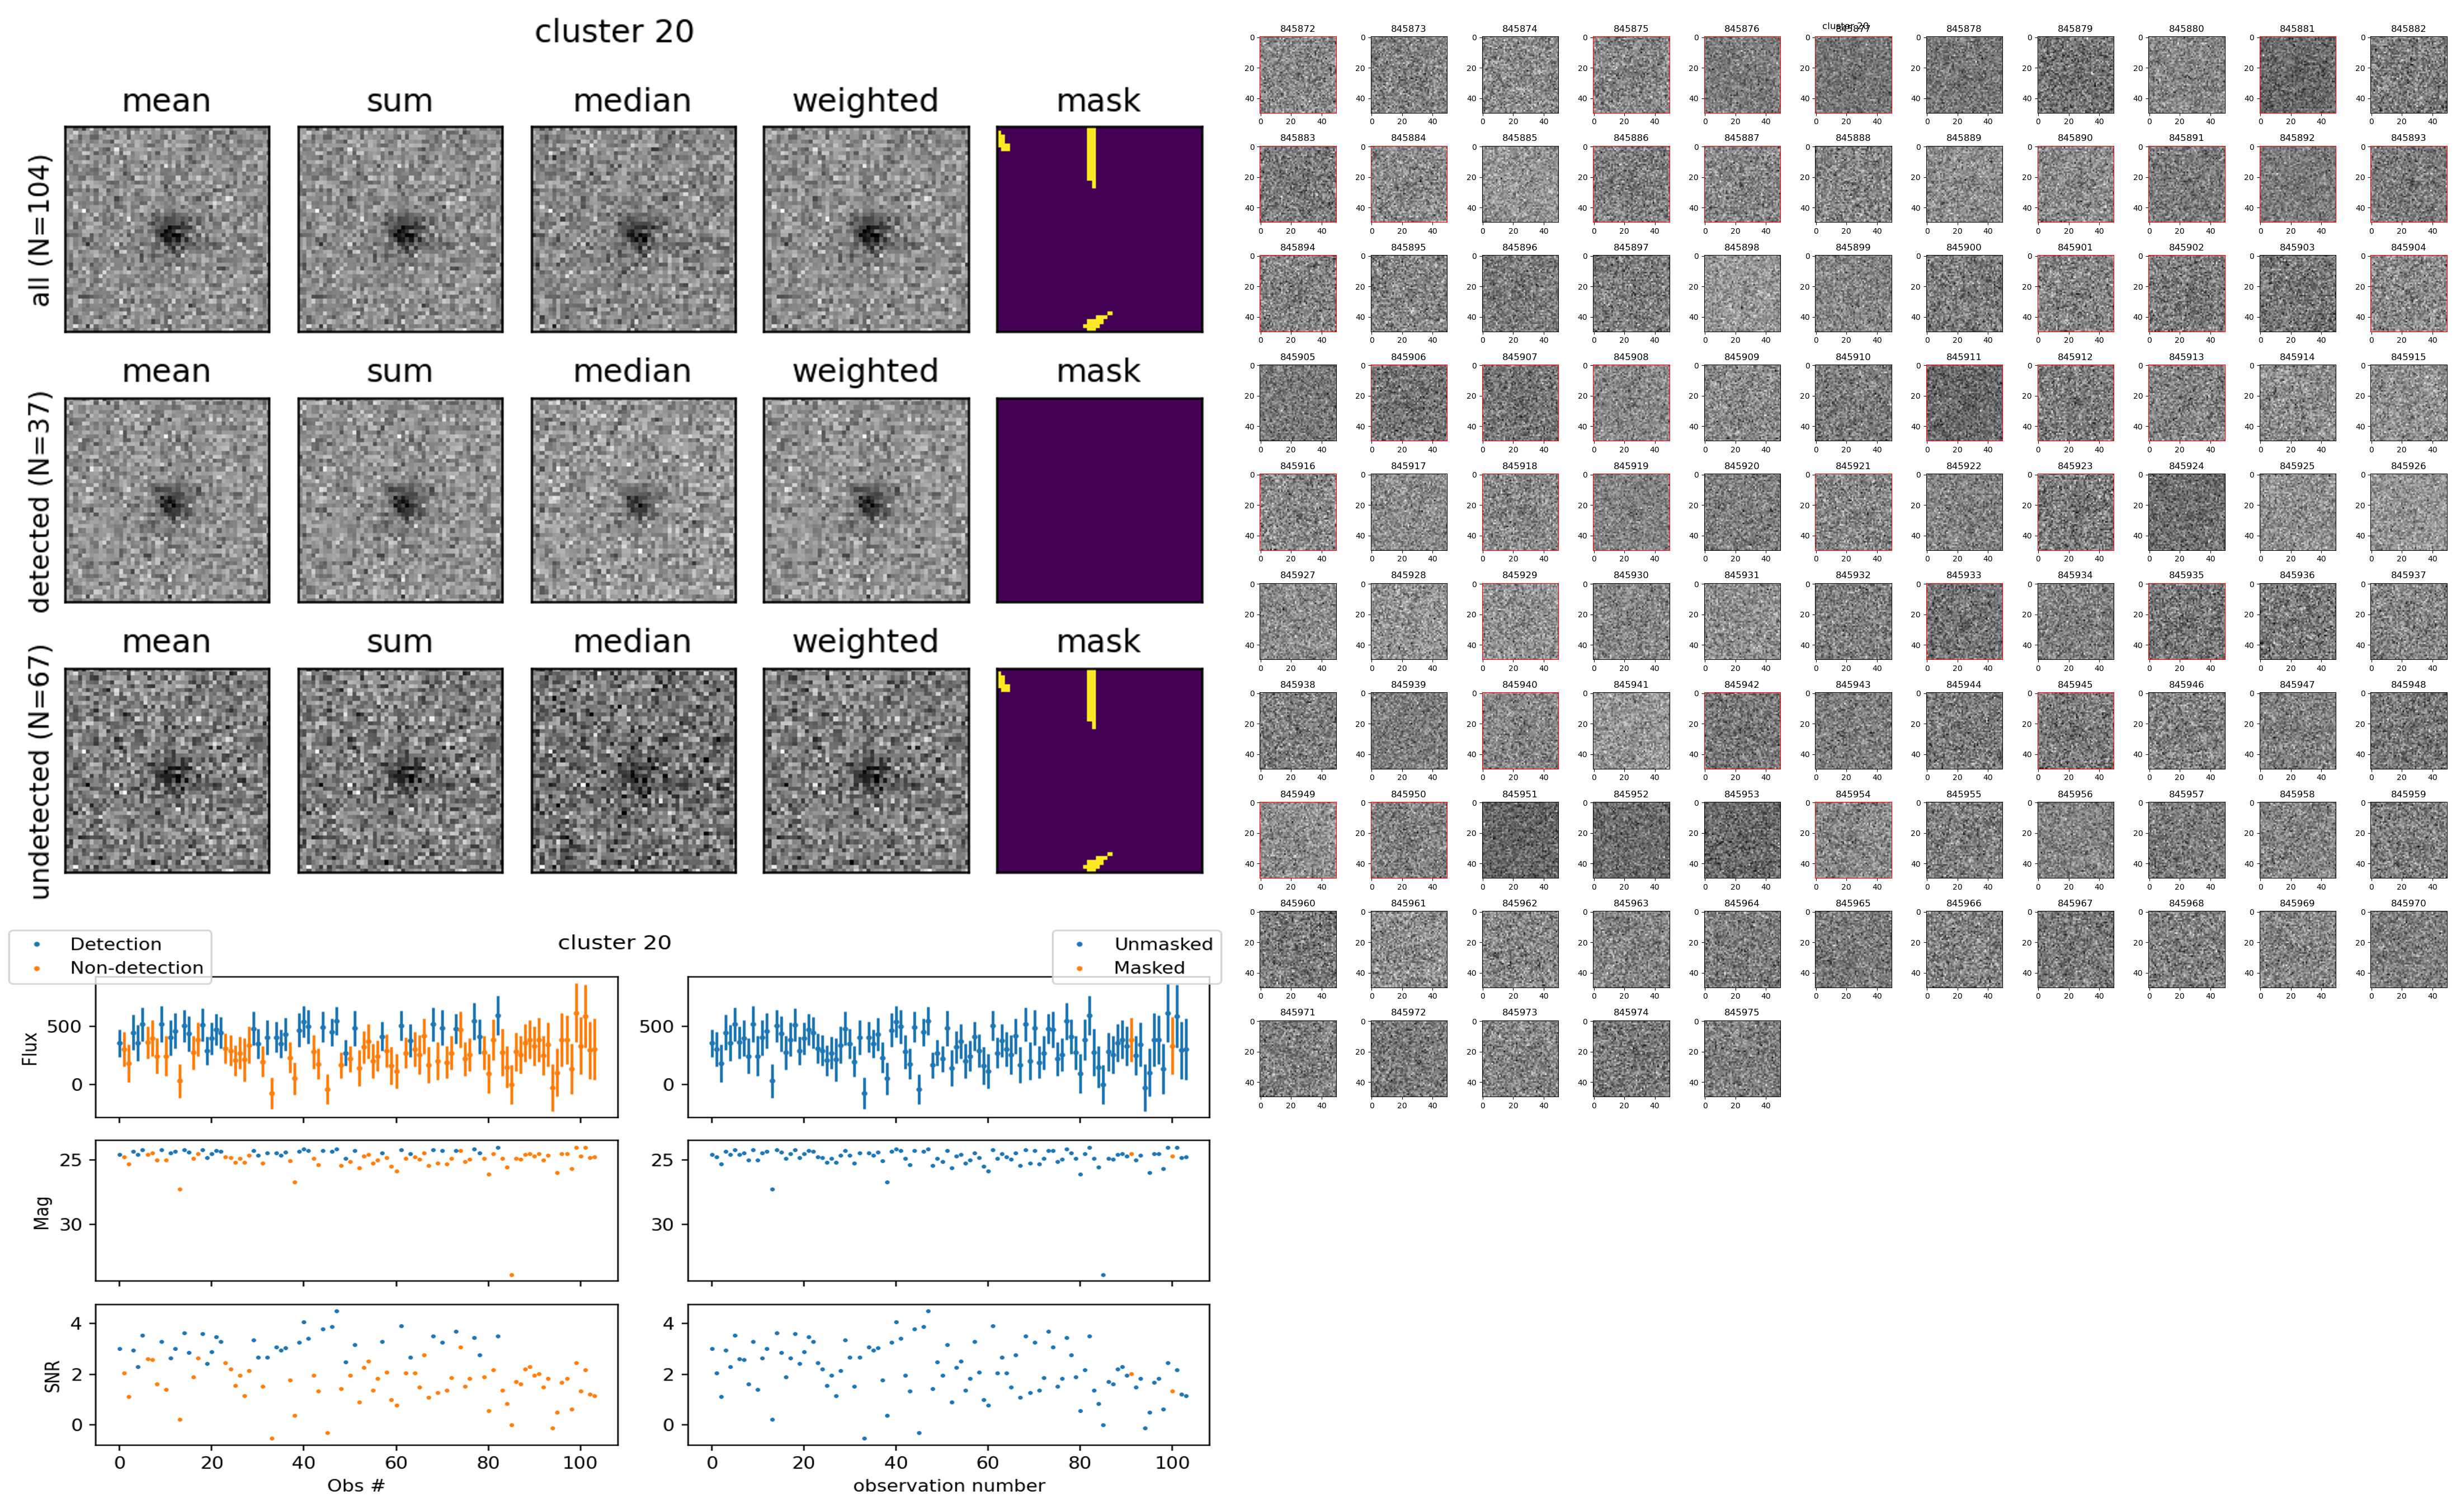 cluster 20
mean sum median weighted mask
all (N=104)
mean sum median weighted mask
detected (N=37)
mean sum median weighted mask
undetected (N=67)
cluster 20
Detection
Non-detection
Unmasked
Masked
Flux
500
0
500
0
Mag
25
30
25
30
SNR
4
2
0
4
2
0
0 20 40 60 80 100
Obs #
0 20 40 60 80 100
observation number
cluster 20
845872 845873 845874 845875 845876 845877 845878 845879 845880 845881 845882
845883 845884 845885 845886 845887 845888 845889 845890 845891 845892 845893
845894 845895 845896 845897 845898 845899 845900 845901 845902 845903 845904
845905 845906 845907 845908 845909 845910 845911 845912 845913 845914 845915
845916 845917 845918 845919 845920 845921 845922 845923 845924 845925 845926
845927 845928 845929 845930 845931 845932 845933 845934 845935 845936 845937
845938 845939 845940 845941 845942 845943 845944 845945 845946 845947 845948
845949 845950 845951 845952 845953 845954 845955 845956 845957 845958 845959
845960 845961 845962 845963 845964 845965 845966 845967 845968 845969 845970
845971 845972 845973 845974 845975